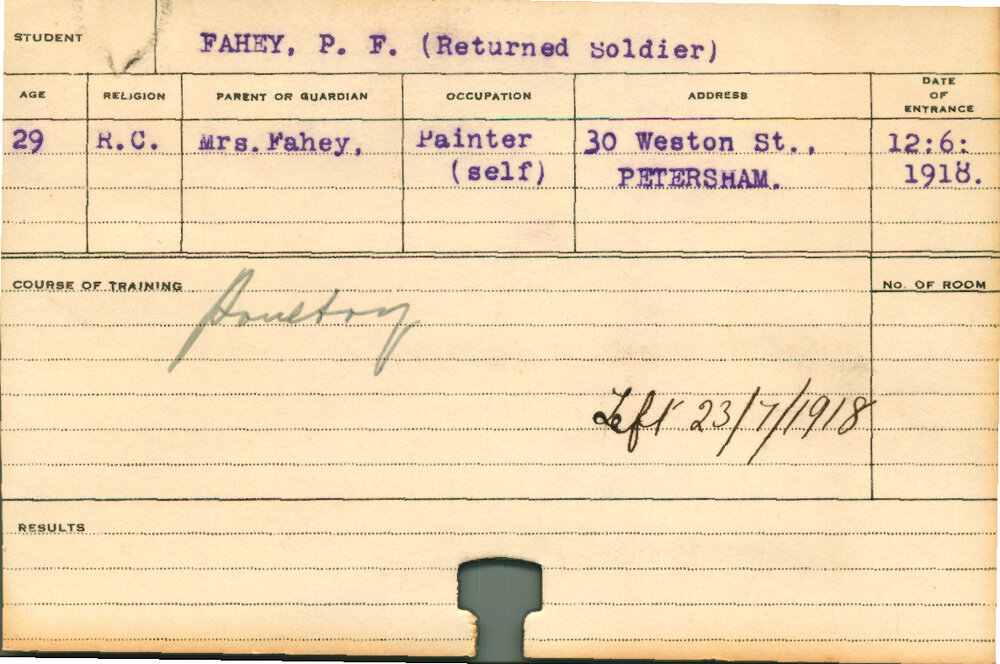 STUDENT
FAHEY, P. F. (Returned Soldier)
AGE
RELIGION
PARENT OR GUARDIAN
OCCUPATION
ADDRESS
DATE
OF
ENTRANCE
29
R.C.
Mrs. Fahey,
Painter
(self)
30 Weston St.,
PETERSHAM.
12:6:
1918.
COURSE OF TRAINING
Poultry
No. OF ROOM
Left 23/7/1918
RESULTS